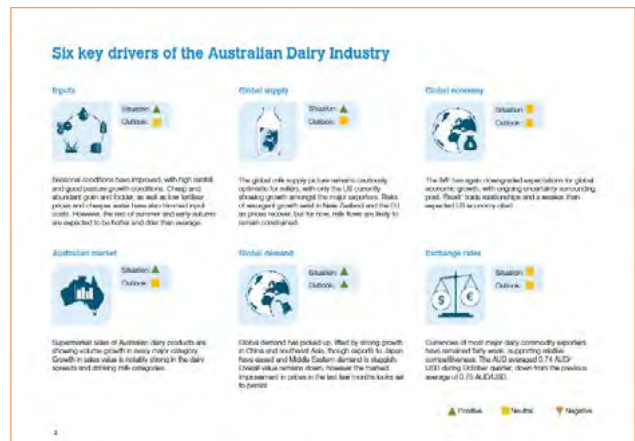 Six key drivers of the Australian Dairy Industry
Inputs
Situation:
Outlook:
Seasonal conditions have improved, with high rainfall
and good pasture growth conditions. Cheap and
abundant grain and fodder, as well as low fertiliser
prices and cheaper water have also trimmed input
costs. However, the rest of summer and early autumn
are expected to be hotter and drier than average.
Global supply
Situation:
Outlook:
The global milk supply picture remains cautiously
optimistic for sellers, with only the US currently
showing growth amongst the major exporters. Risks
of resurgent growth exist in New Zealand and the EU
as prices recover, but for now, milk flows are likely to
remain constrained.
Global economy
Situation:
Outlook:
The IMF has again downgraded expectations for global
economic growth, with ongoing uncertainty surrounding
post 'Brexit' trade relationships and a weaker than
expected US economy cited.
Australian market
Situation:
Outlook:
Supermarket sales of Australian dairy products are
showing volume growth in every major category.
Growth in sales value is notably strong in the dairy
spreads and drinking milk categories.
Global demand
Situation:
Outlook:
Global demand has picked up, lifted by strong growth
in China and southeast Asia, though exports to Japan
have eased and Middle Eastern demand is sluggish.
Overall value remains down, however the marked
improvement in prices in the last few months looks set
to persist.
Exchange rates
Situation:
Outlook:
$ €
Currencies of most major dairy commodity exporters
have remained fairly weak, supporting relative
competitiveness. The AUD averaged 0.74 AUD/
USD during October quarter, down from the previous
average of 0.75 AUD/USD.
Positive Neutral Negative